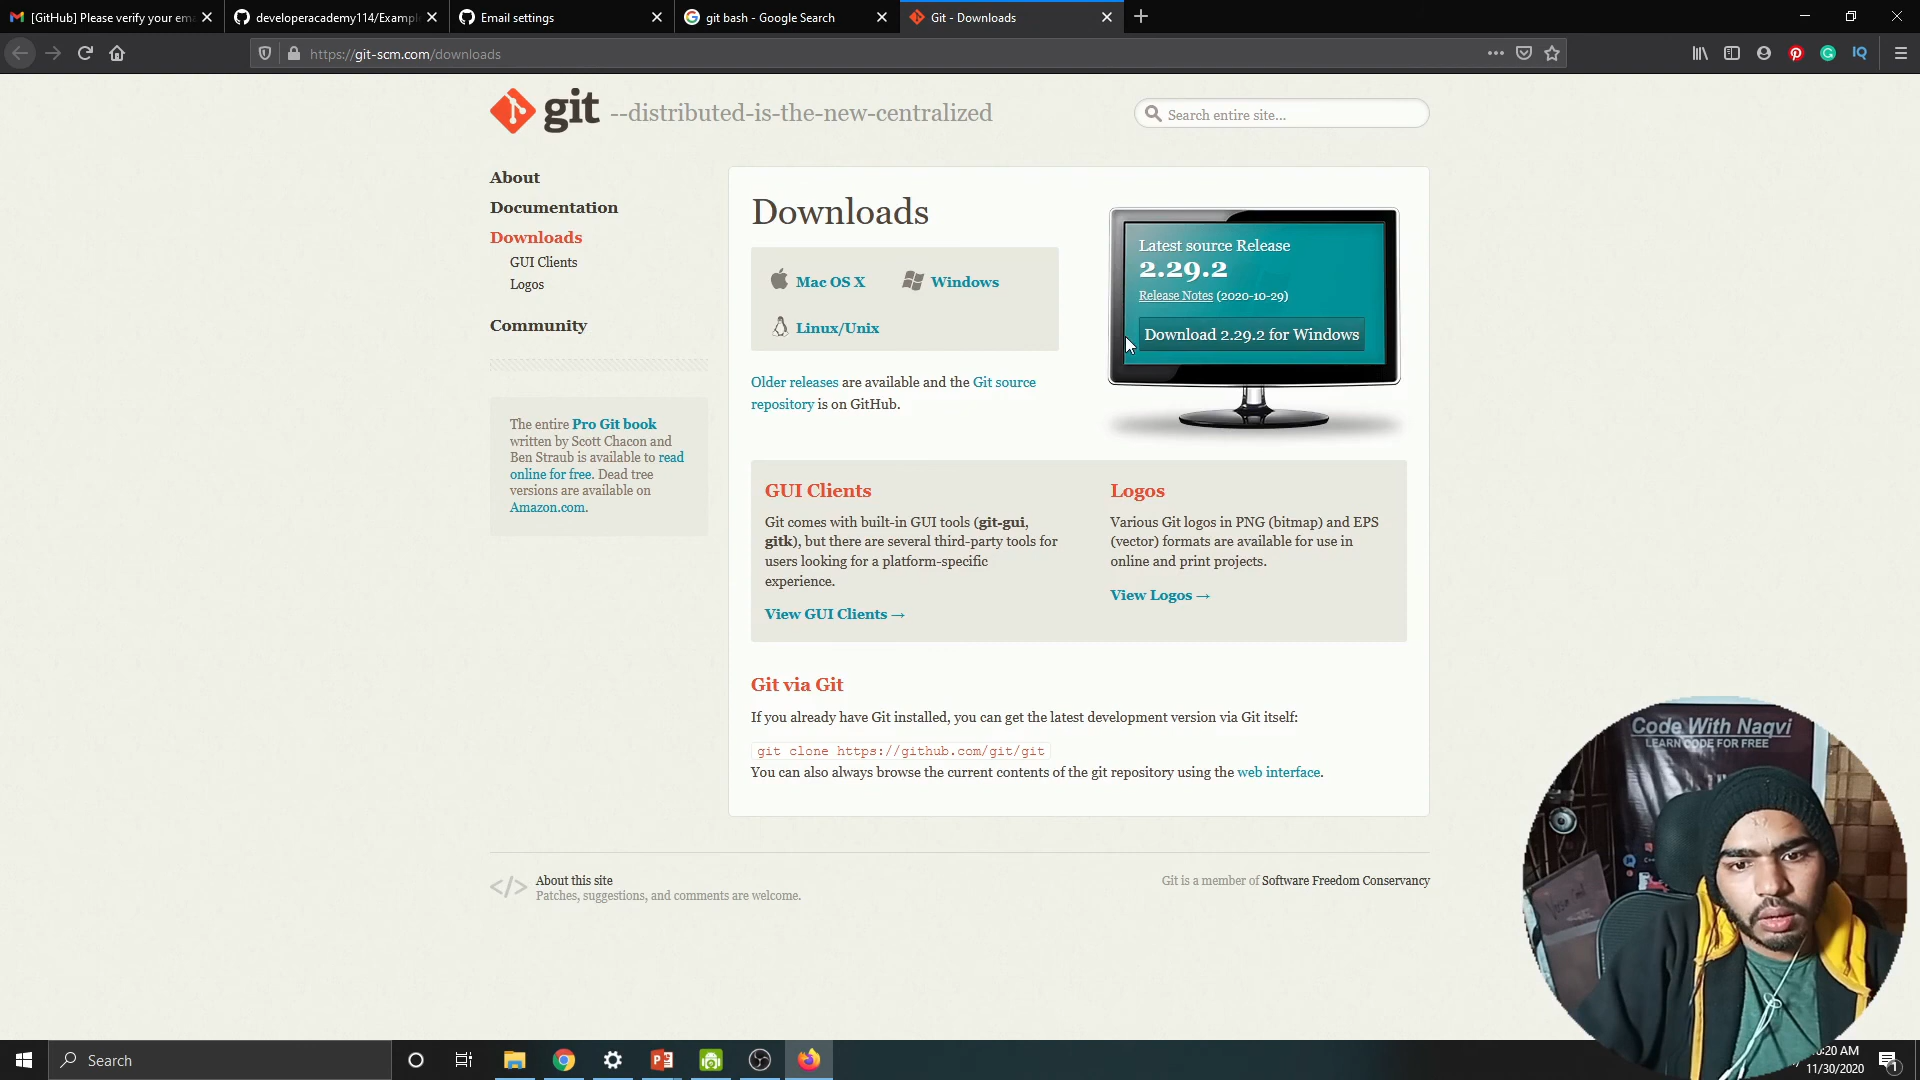 [GitHub] Please verify your ema
developeracademy114/Exampl
Email settings
git bash - Google Search
Git - Downloads
https://git-scm.com/downloads
git --distributed-is-the-new-centralized
Search entire site...
About
Documentation
Downloads
GUI Clients
Logos
Community
The entire Pro Git book
written by Scott Chacon and
Ben Straub is available to read
online for free. Dead tree
versions are available on
Amazon.com.
Downloads
Mac OS X
Windows
Linux/Unix
Older releases are available and the Git source
repository is on GitHub.
Latest source Release
2.29.2
Release Notes (2020-10-29)
Download 2.29.2 for Windows
GUI Clients
Git comes with built-in GUI tools (git-gui,
gitk), but there are several third-party tools for
users looking for a platform-specific
experience.
View GUI Clients →
Logos
Various Git logos in PNG (bitmap) and EPS
(vector) formats are available for use in
online and print projects.
View Logos →
Git via Git
If you already have Git installed, you can get the latest development version via Git itself:
git clone https://github.com/git/git
You can also always browse the current contents of the git repository using the web interface.
</> About this site
Patches, suggestions, and comments are welcome.
Git is a member of Software Freedom Conservancy
Code With Naqvi
LEARN CODE FOR FREE
Search
:20 AM
11/30/2020
1